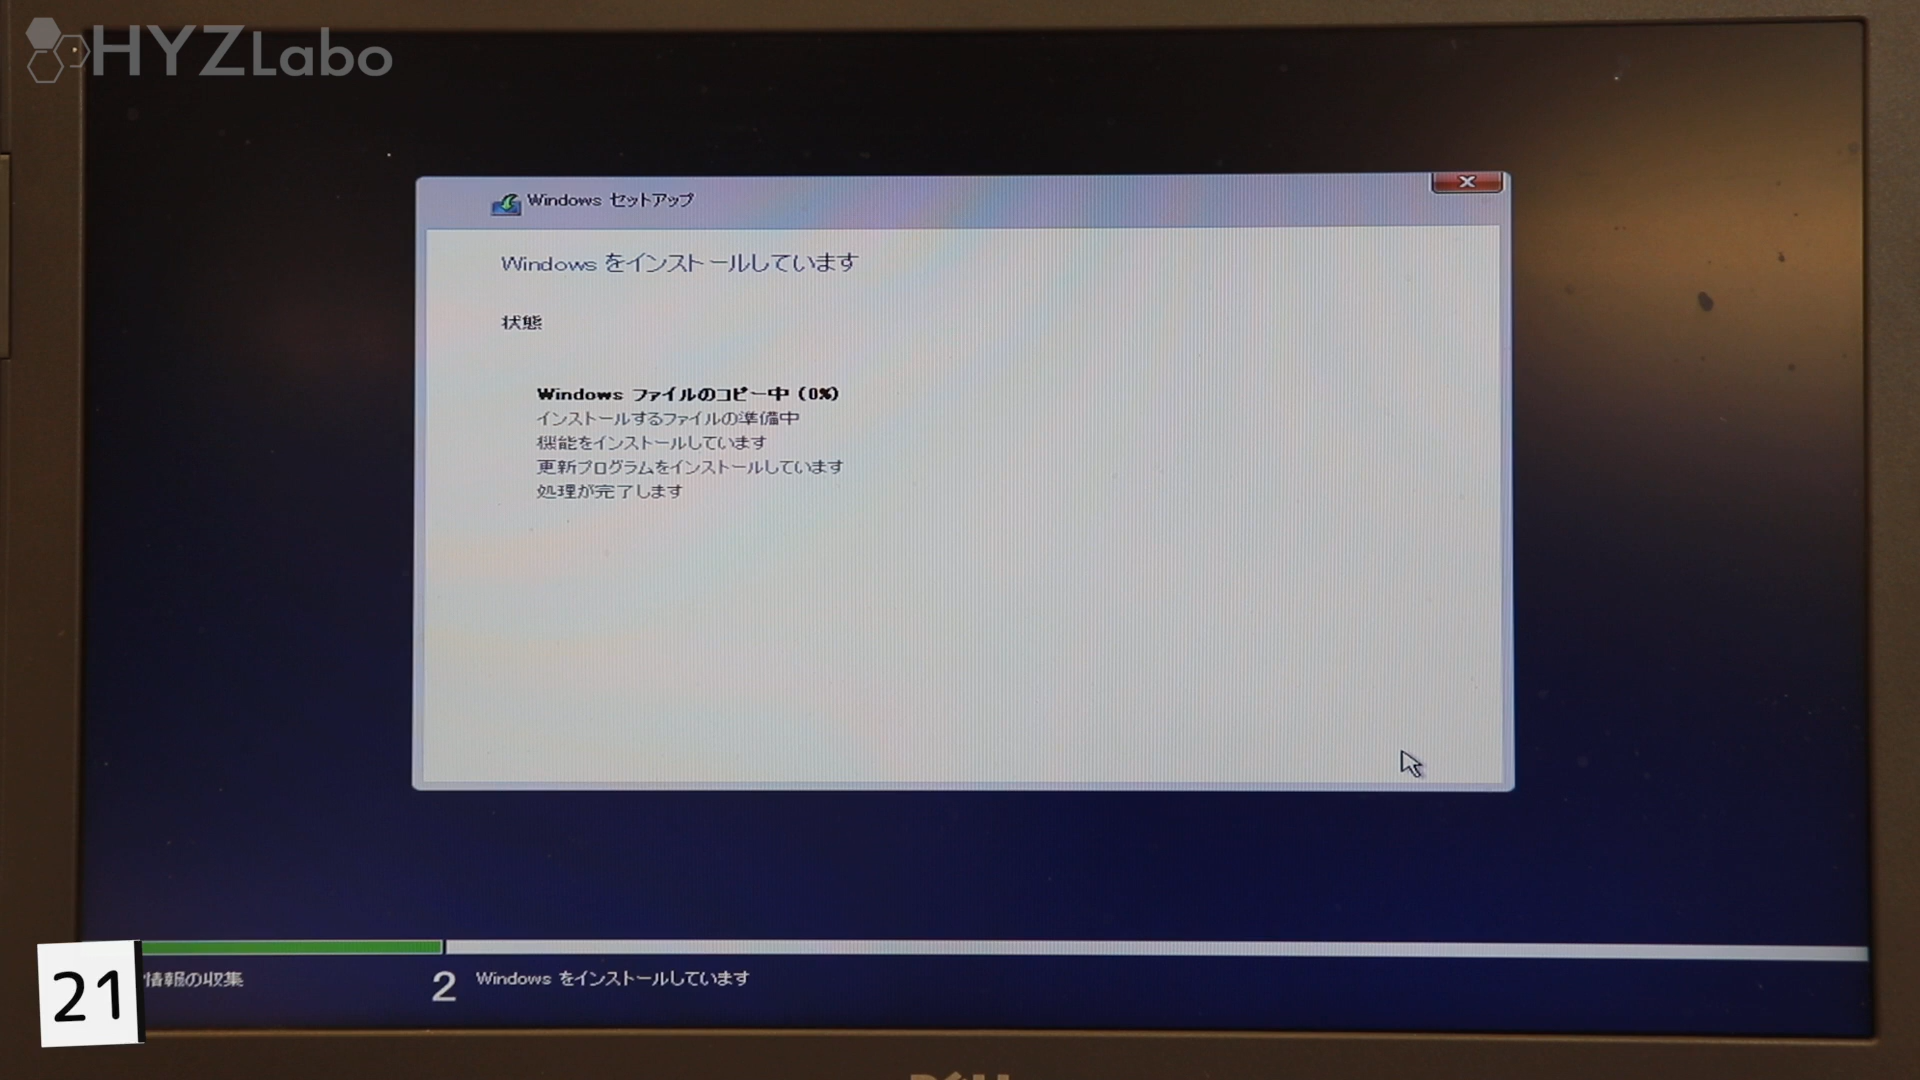 HYZLabo
Windows セットアップ
Windows をインストールしています
状態
Windows ファイルのコピー中 (0%)
インストールするファイルの準備中
機能をインストールしています
更新プログラムをインストールしています
処理が完了します
21
情報の収集
2 Windows をインストールしています